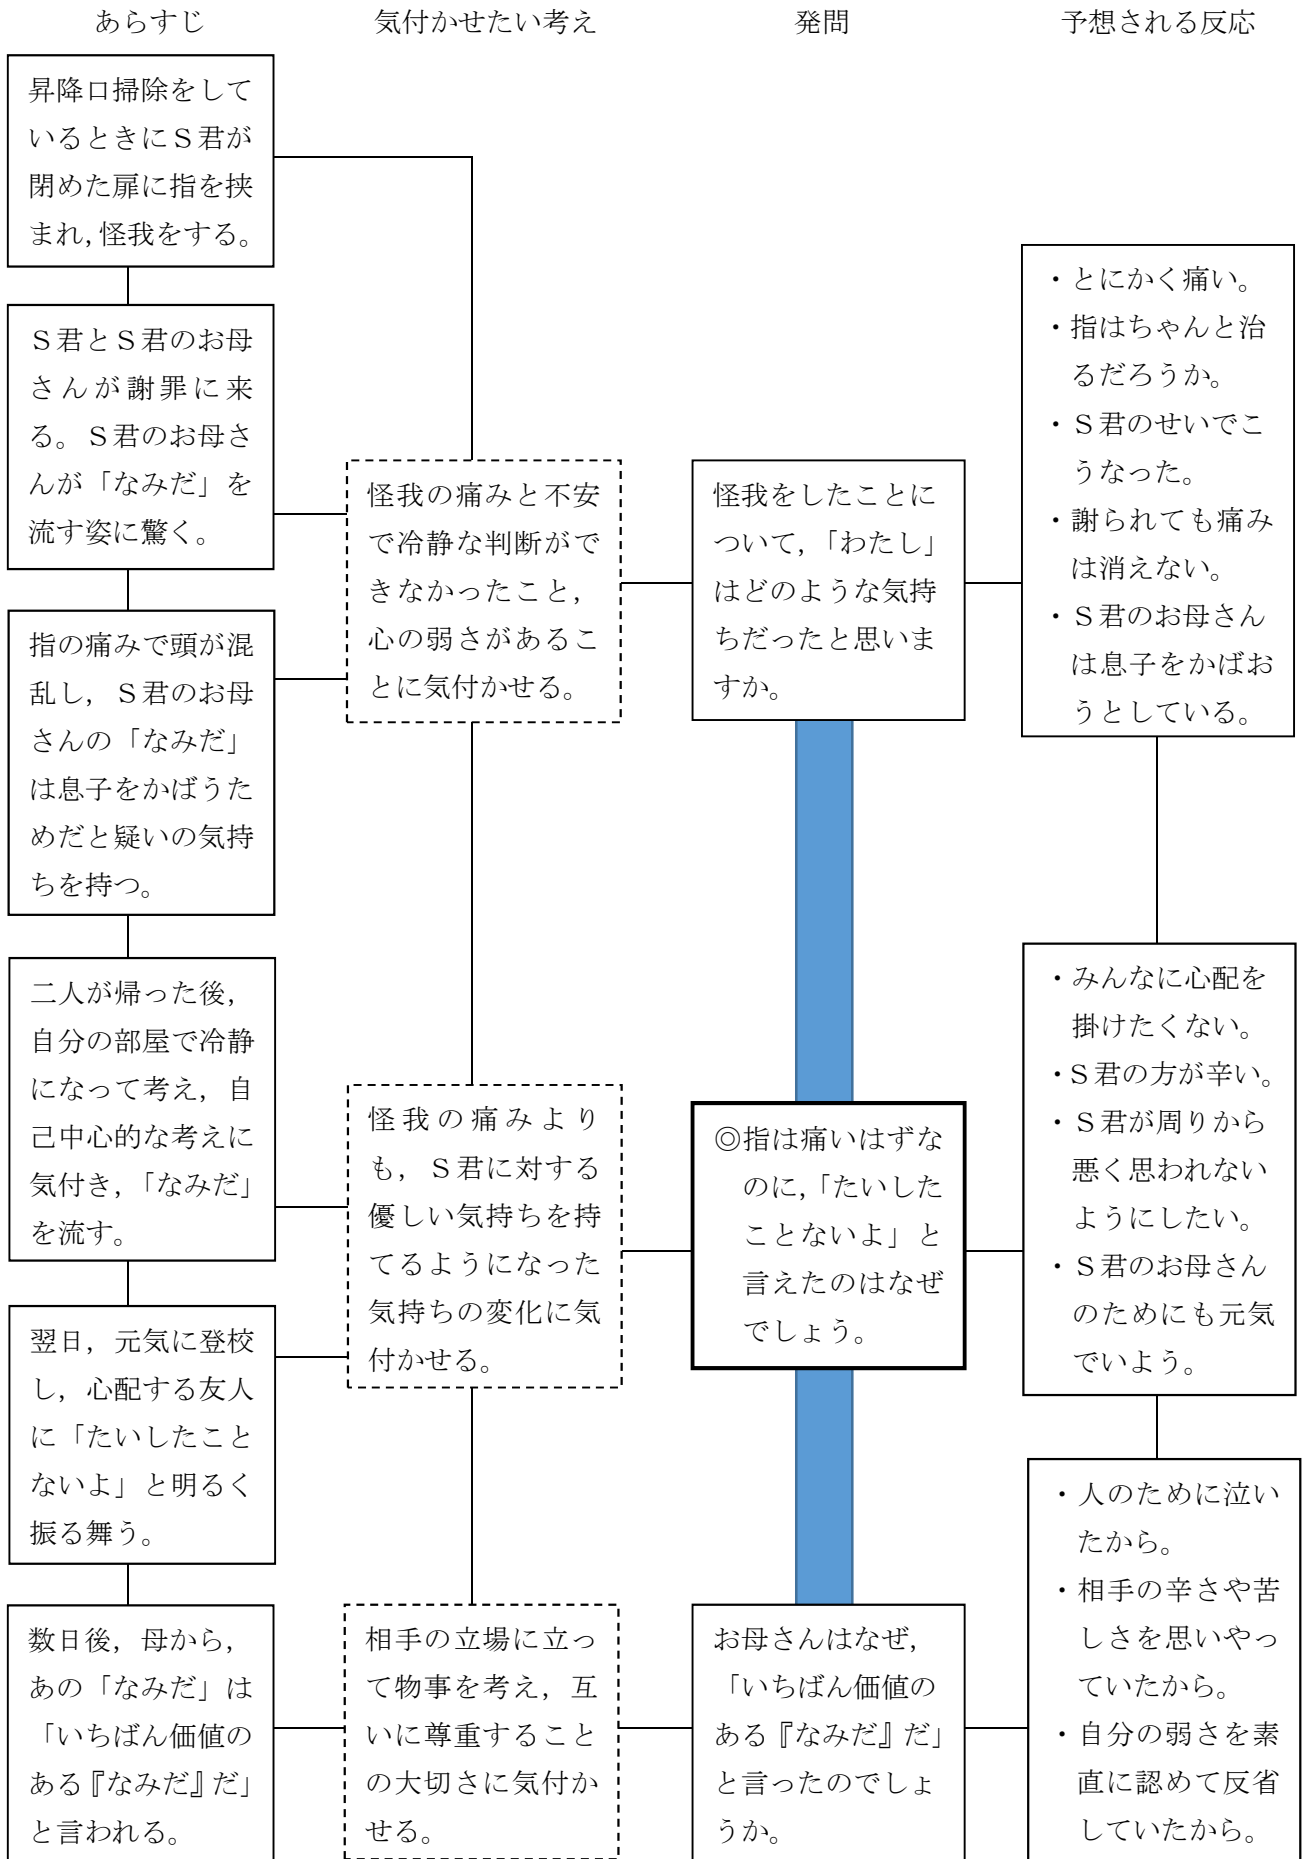 あらすじ
気付かせたい考え
発問
予想される反応
昇降口掃除をして
いるときにＳ君が
閉めた扉に指を挟
まれ，怪我をする。
Ｓ君とＳ君のお母
さんが謝罪に来
る。Ｓ君のお母さ
んが「なみだ」を
流す姿に驚く。
指の痛みで頭が混
乱し，Ｓ君のお母
さんの「なみだ」
は息子をかばうた
めだと疑いの気持
ちを持つ。
二人が帰った後，
自分の部屋で冷静
になって考え，自
己中心的な考えに
気付き，「なみだ」
を流す。
翌日，元気に登校
し，心配する友人
に「たいしたこと
ないよ」と明るく
振る舞う。
数日後，母から，
あの「なみだ」は
「いちばん価値の
ある『なみだ』だ」
と言われる。
怪我の痛みと不安
で冷静な判断がで
きなかったこと，
心の弱さがあるこ
とに気付かせる。
怪我の痛みより
も，Ｓ君に対する
優しい気持ちを持
てるようになった
気持ちの変化に気
付かせる。
相手の立場に立っ
て物事を考え，互
いに尊重すること
の大切さに気付か
せる。
怪我をしたことに
ついて，「わたし」
はどのような気持
ちだったと思いま
すか。
◎指は痛いはずな
のに，「たいした
ことないよ」と
言えたのはなぜ
でしょう。
お母さんはなぜ，
「いちばん価値の
ある『なみだ』だ」
と言ったのでしょ
うか。
・とにかく痛い。
・指はちゃんと治
るだろうか。
・Ｓ君のせいでこ
うなった。
・謝られても痛み
は消えない。
・Ｓ君のお母さん
は息子をかばお
うとしている。
・みんなに心配を
掛けたくない。
・Ｓ君の方が辛い。
・Ｓ君が周りから
悪く思われない
ようにしたい。
・Ｓ君のお母さん
のためにも元気
でいよう。
・人のために泣い
たから。
・相手の辛さや苦
しさを思いやっ
ていたから。
・自分の弱さを素
直に認めて反省
していたから。